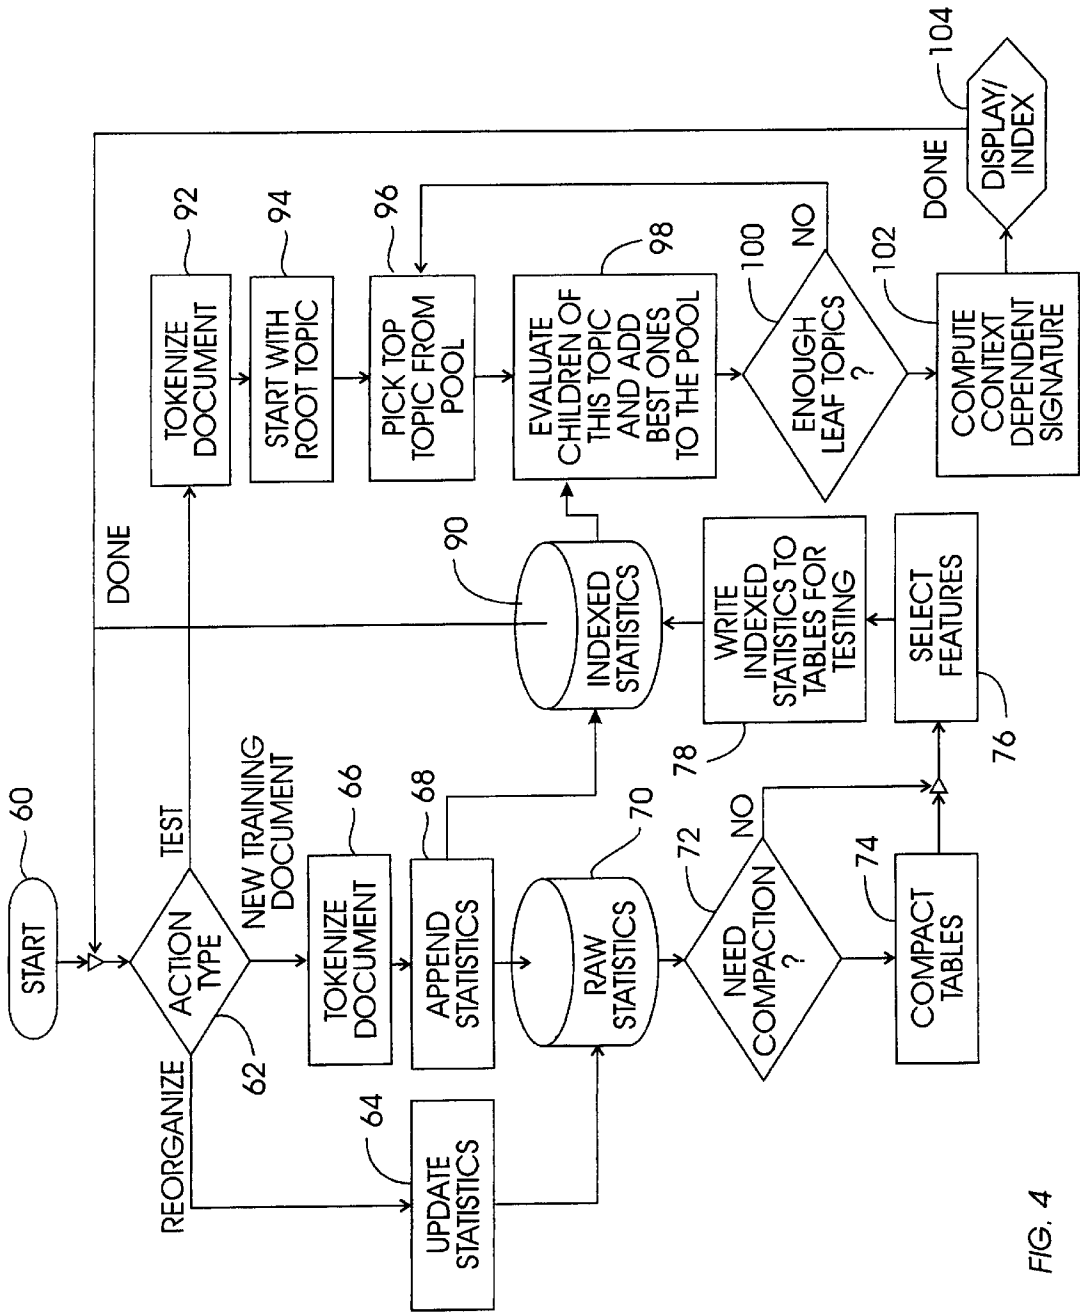 60
START
ACTION
TYPE
62
REORGANIZE
TEST
NEW TRAINING
DOCUMENT
DONE
UPDATE
STATISTICS
64
TOKENIZE
DOCUMENT
66
APPEND
STATISTICS
68
RAW
STATISTICS
70
NEED
COMPACTION
?
72
NO
COMPACT
TABLES
74
SELECT
FEATURES
76
WRITE
INDEXED
STATISTICS TO
TABLES FOR
TESTING
78
INDEXED
STATISTICS
90
TOKENIZE
DOCUMENT
92
START WITH
ROOT TOPIC
94
PICK TOP
TOPIC FROM
POOL
96
EVALUATE
CHILDREN OF
THIS TOPIC
AND ADD
BEST ONES
TO THE POOL
98
ENOUGH
LEAF TOPICS
?
100
NO
COMPUTE
CONTEXT
DEPENDENT
SIGNATURE
102
DISPLAY/
INDEX
104
DONE
FIG. 4